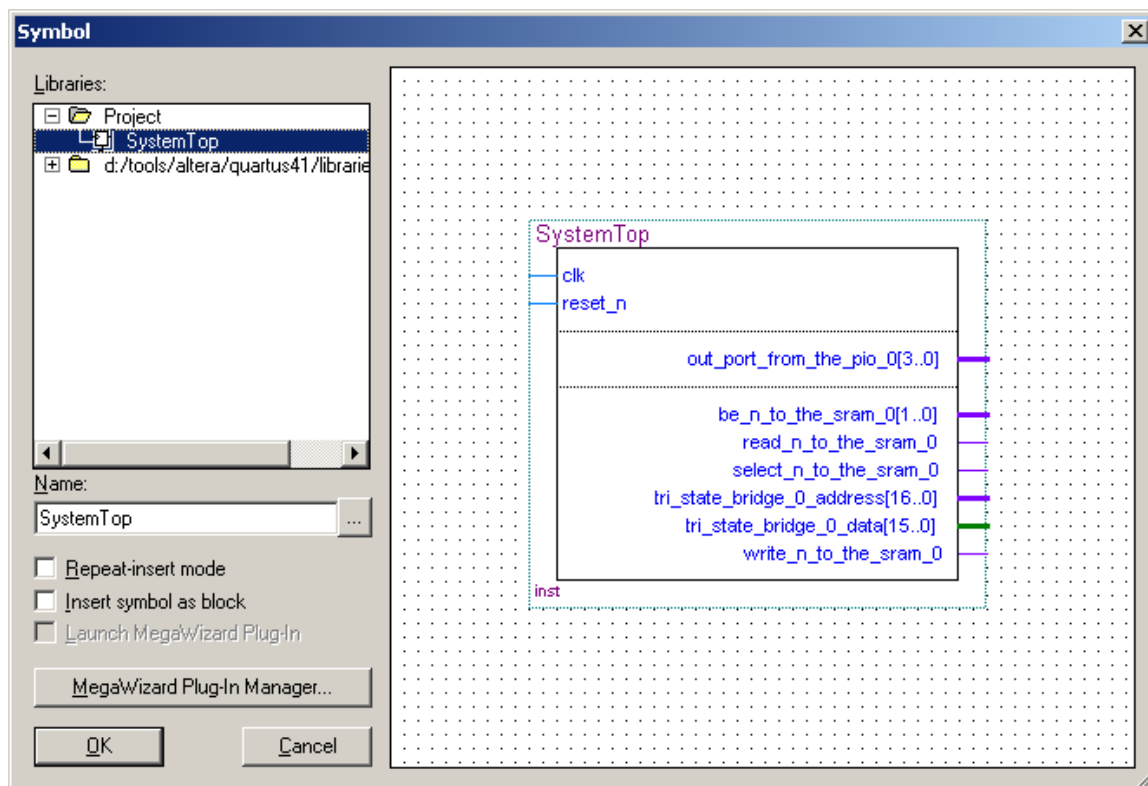 Symbol
Libraries:
Project
SystemTop
d:/tools/altera/quartus41/librarie
Name:
SystemTop
...
Repeat-insert mode
Insert symbol as block
Launch MegaWizard Plug-In
MegaWizard Plug-In Manager...
OK
Cancel
SystemTop
clk
reset_n
out_port_from_the_pio_0[3..0]
be_n_to_the_sram_0[1..0]
read_n_to_the_sram_0
select_n_to_the_sram_0
tri_state_bridge_0_address[16..0]
tri_state_bridge_0_data[15..0]
write_n_to_the_sram_0
inst